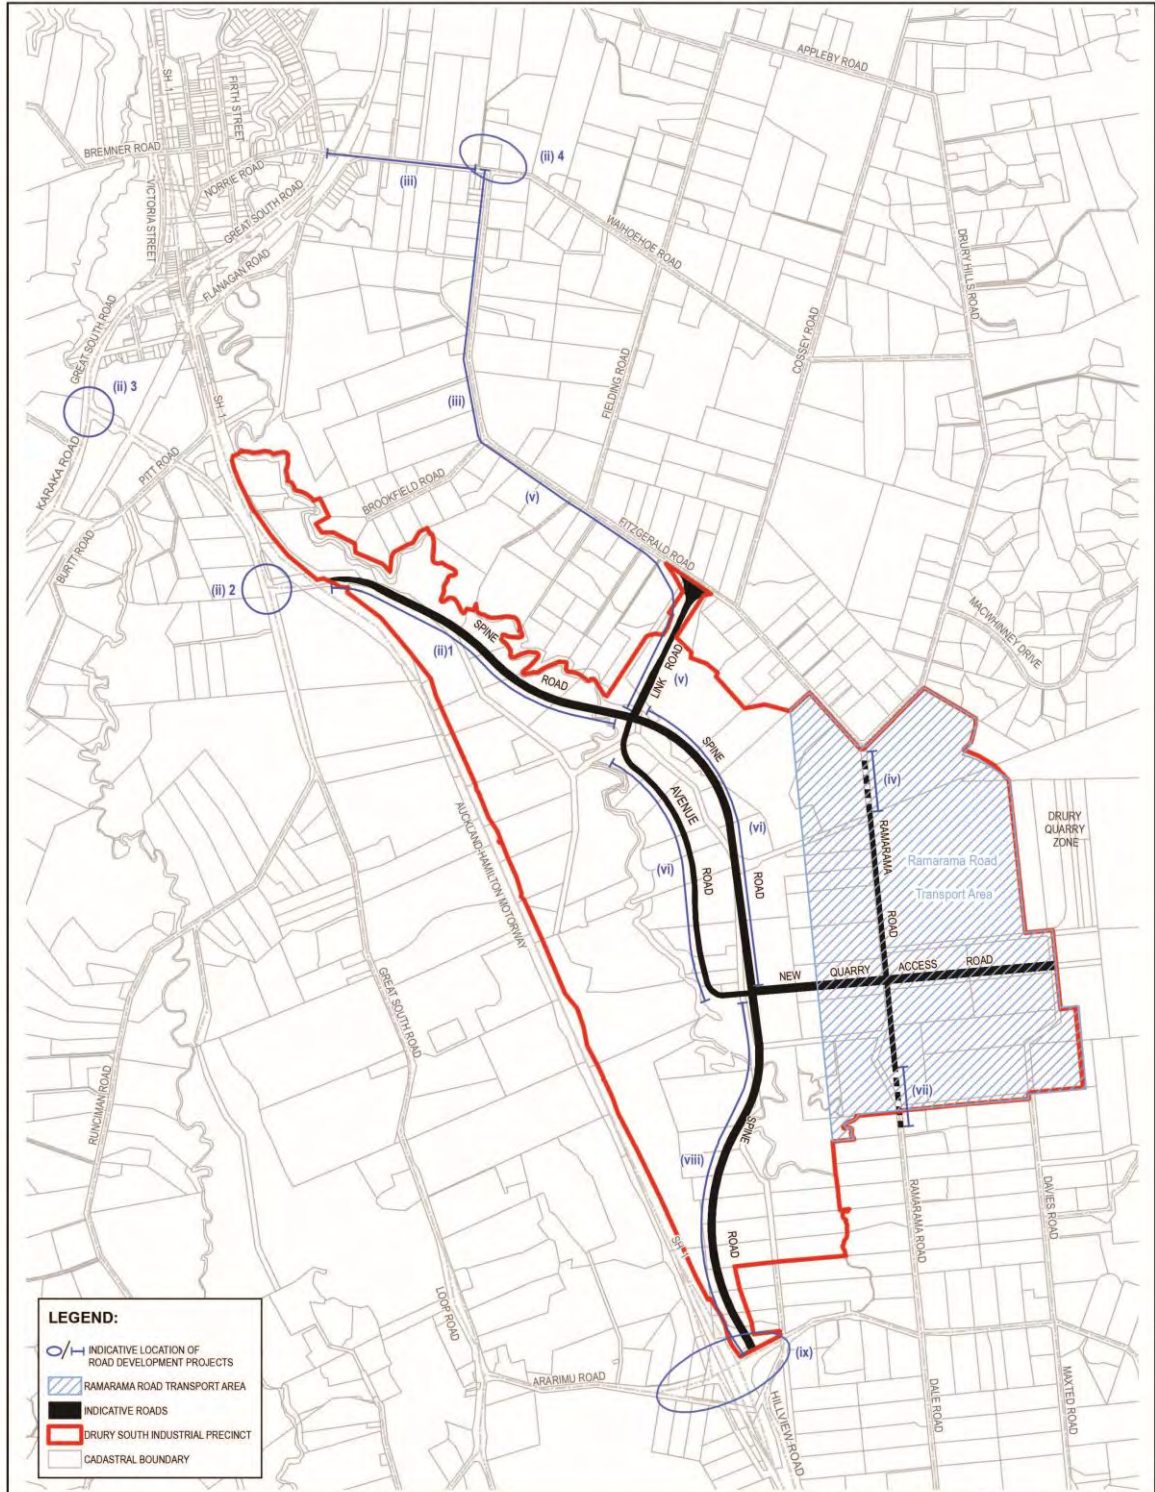 APPLEBY ROAD
SH 1
FIRTH STREET
BREMNER ROAD
NORRIE ROAD
VICTORIA STREET
GREAT SOUTH ROAD
FLANAGAN ROAD
(iii)
(ii) 4
WAIHOEHOE ROAD
DRURY HILLS ROAD
COSSEY ROAD
GREAT SOUTH ROAD
(ii) 3
SH 1
KARAKA ROAD
PITT ROAD
(iii)
FIELDING ROAD
BROOKFIELD ROAD
(v)
FITZGERALD ROAD
BURTT ROAD
(ii) 2
MACWHINNEY DRIVE
SPINE
(ii)1
ROAD
LINK ROAD
(v)
SPINE
AVENUE
(iv)
(vi)
AUCKLAND-HAMILTON MOTORWAY
RAMARAMA
DRURY
QUARRY
ZONE
Ramarama Road
Transport Area
(vi)
ROAD
ROAD
ROAD
NEW QUARRY ACCESS ROAD
GREAT SOUTH ROAD
RUNCIMAN ROAD
(vii)
SPINE
(viii)
ROAD
SH 1
RAMARAMA ROAD
DAVIES ROAD
LOOP ROAD
(ix)
ARARIMU ROAD
HILLVIEW ROAD
DALE ROAD
MAXTED ROAD
LEGEND:
INDICATIVE LOCATION OF
ROAD DEVELOPMENT PROJECTS
RAMARAMA ROAD TRANSPORT AREA
INDICATIVE ROADS
DRURY SOUTH INDUSTRIAL PRECINCT
CADASTRAL BOUNDARY